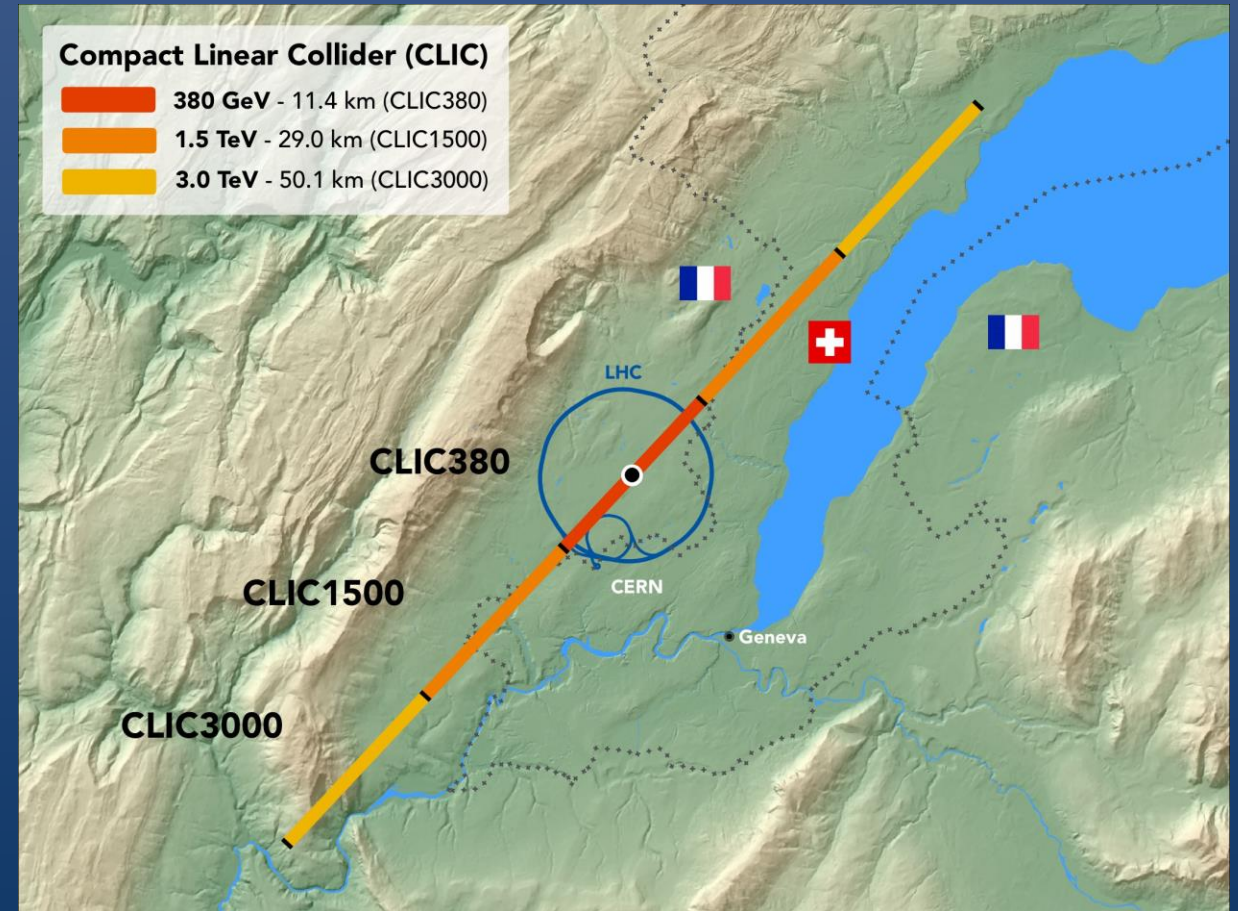 Compact Linear Collider (CLIC)
380 GeV - 11.4 km (CLIC380)
1.5 TeV - 29.0 km (CLIC1500)
3.0 TeV - 50.1 km (CLIC3000)
LHC
CLIC380
CLIC1500
CERN
Geneva
CLIC3000